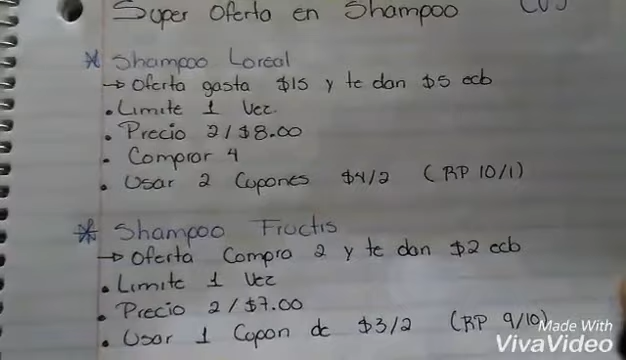 Super Oferta en Shampoo
* Shampoo Loreal
→ Oferta gasta $15 y te dan $5 ecb
• Limite 1 Vez
• Precio 2/$8.00
• Comprar 4
• Usar 2 Cupones $4/2 (RP 10/1)
* Shampoo Fructis
→ Oferta Compra 2 y te dan $2 ecb
• Limite 1 Vez
• Precio 2/$7.00
• Usar 1 Cupon de $3/2 (RP 9/10)
Made With
VivaVideo